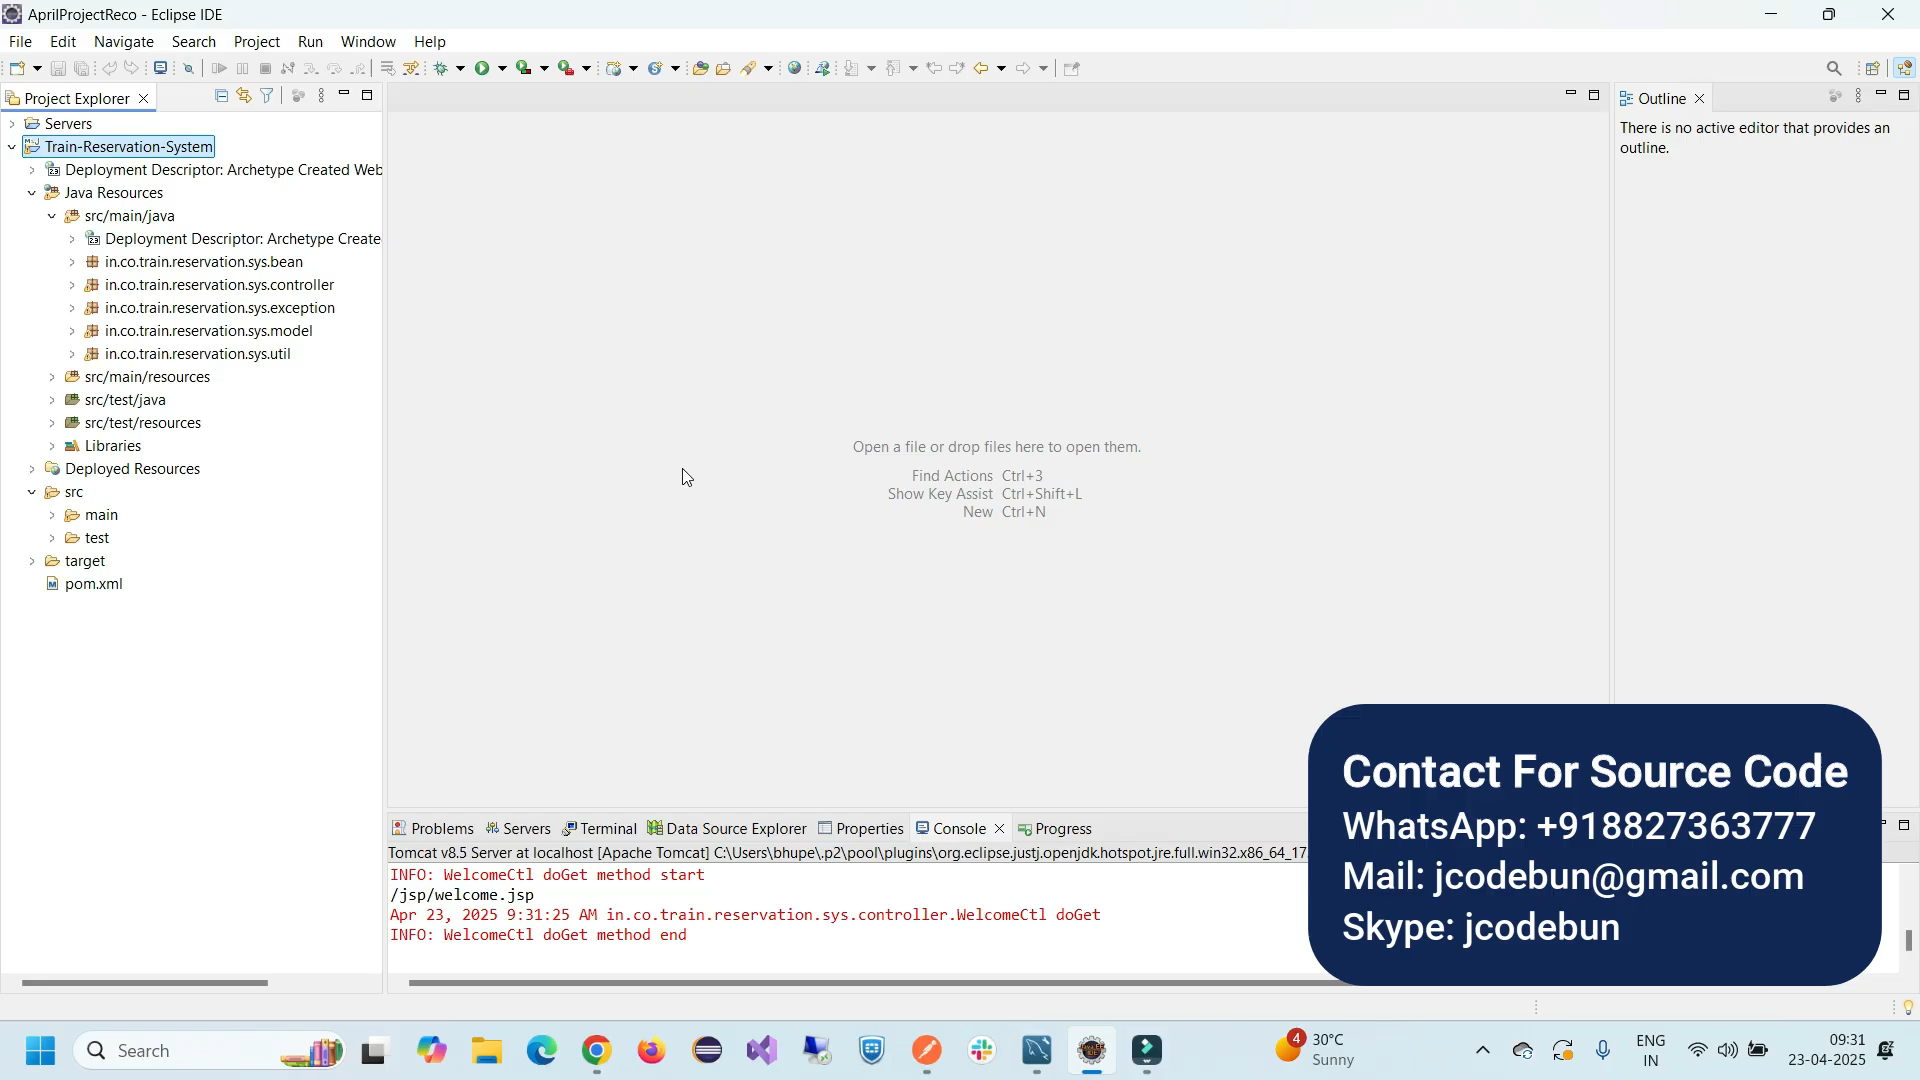 AprilProjectReco - Eclipse IDE
File Edit Navigate Search Project Run Window Help
Project Explorer
Servers
Train-Reservation-System
Deployment Descriptor: Archetype Created Web
Java Resources
src/main/java
Deployment Descriptor: Archetype Create
in.co.train.reservation.sys.bean
in.co.train.reservation.sys.controller
in.co.train.reservation.sys.exception
in.co.train.reservation.sys.model
in.co.train.reservation.sys.util
src/main/resources
src/test/java
src/test/resources
Libraries
Deployed Resources
src
main
test
target
pom.xml
Open a file or drop files here to open them.
Find Actions Ctrl+3
Show Key Assist Ctrl+Shift+L
New Ctrl+N
Outline
There is no active editor that provides an
outline.
Problems Servers Terminal Data Source Explorer Properties Console Progress
Tomcat v8.5 Server at localhost [Apache Tomcat] C:\Users\bhupe\.p2\pool\plugins\org.eclipse.justj.openjdk.hotspot.jre.full.win32.x86_64_17.
INFO: WelcomeCtl doGet method start
/jsp/welcome.jsp
Apr 23, 2025 9:31:25 AM in.co.train.reservation.sys.controller.WelcomeCtl doGet
INFO: WelcomeCtl doGet method end
Contact For Source Code
WhatsApp: +918827363777
Mail: jcodebun@gmail.com
Skype: jcodebun
Search
4
30°C
Sunny
ENG
IN
09:31
23-04-2025